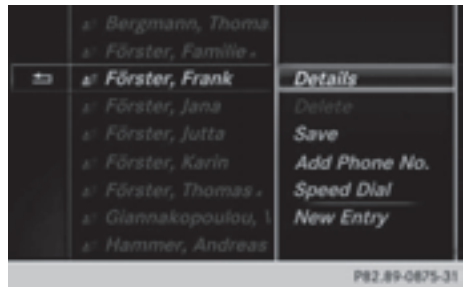 Bergmann, Thoma
Förster, Familie
Förster, Frank
Förster, Jana
Förster, Jutta
Förster, Karin
Förster, Thomas
Giannakopoulou, \
Hammer, Andreas
Details
Delete
Save
Add Phone No.
Speed Dial
New Entry
P82.89-0875-31